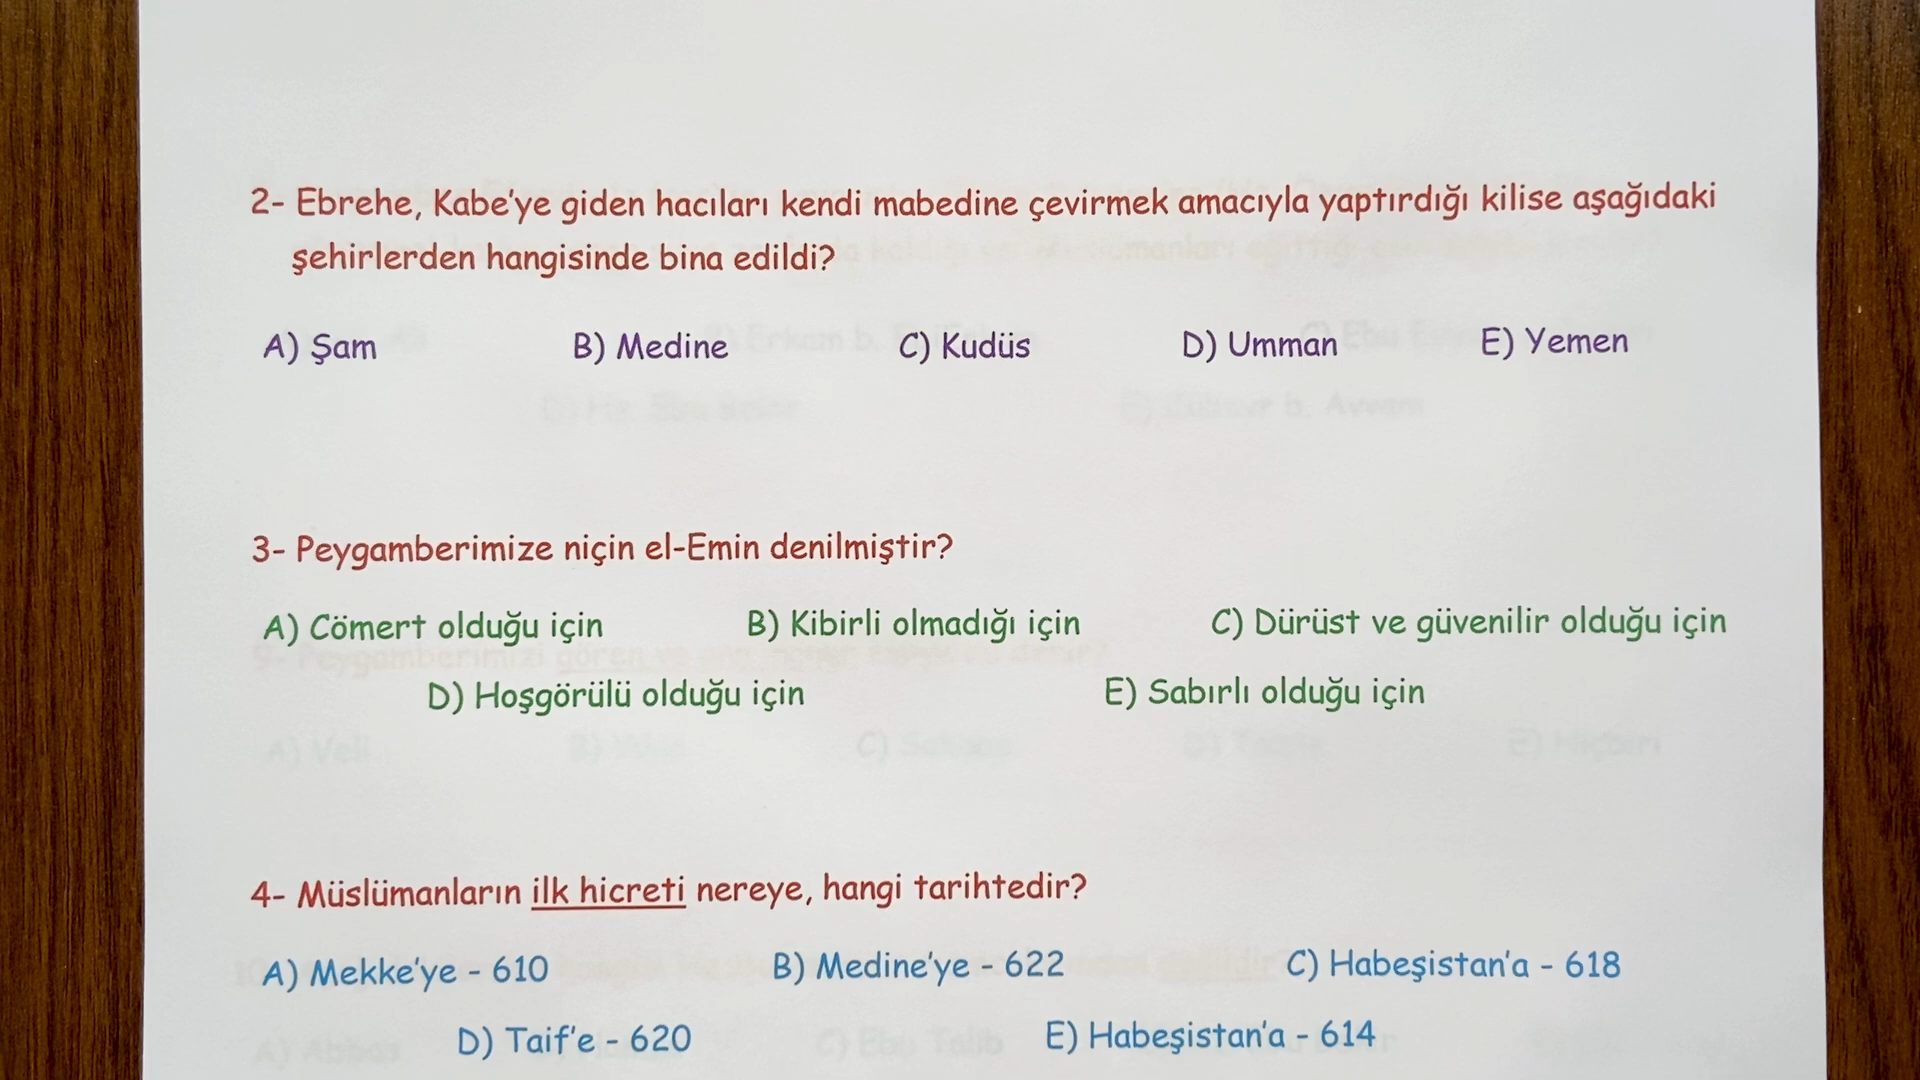 2- Ebrehe, Kabe'ye giden hacıları kendi mabedine çevirmek amacıyla yaptırdığı kilise aşağıdaki
şehirlerden hangisinde bina edildi?
A) Şam B) Medine C) Kudüs D) Umman E) Yemen
3- Peygamberimize niçin el-Emin denilmiştir?
A) Cömert olduğu için B) Kibirli olmadığı için C) Dürüst ve güvenilir olduğu için
D) Hoşgörülü olduğu için E) Sabırlı olduğu için
4- Müslümanların ilk hicreti nereye, hangi tarihtedir?
A) Mekke'ye - 610 B) Medine'ye - 622 C) Habeşistan'a - 618
D) Taif'e - 620 E) Habeşistan'a - 614